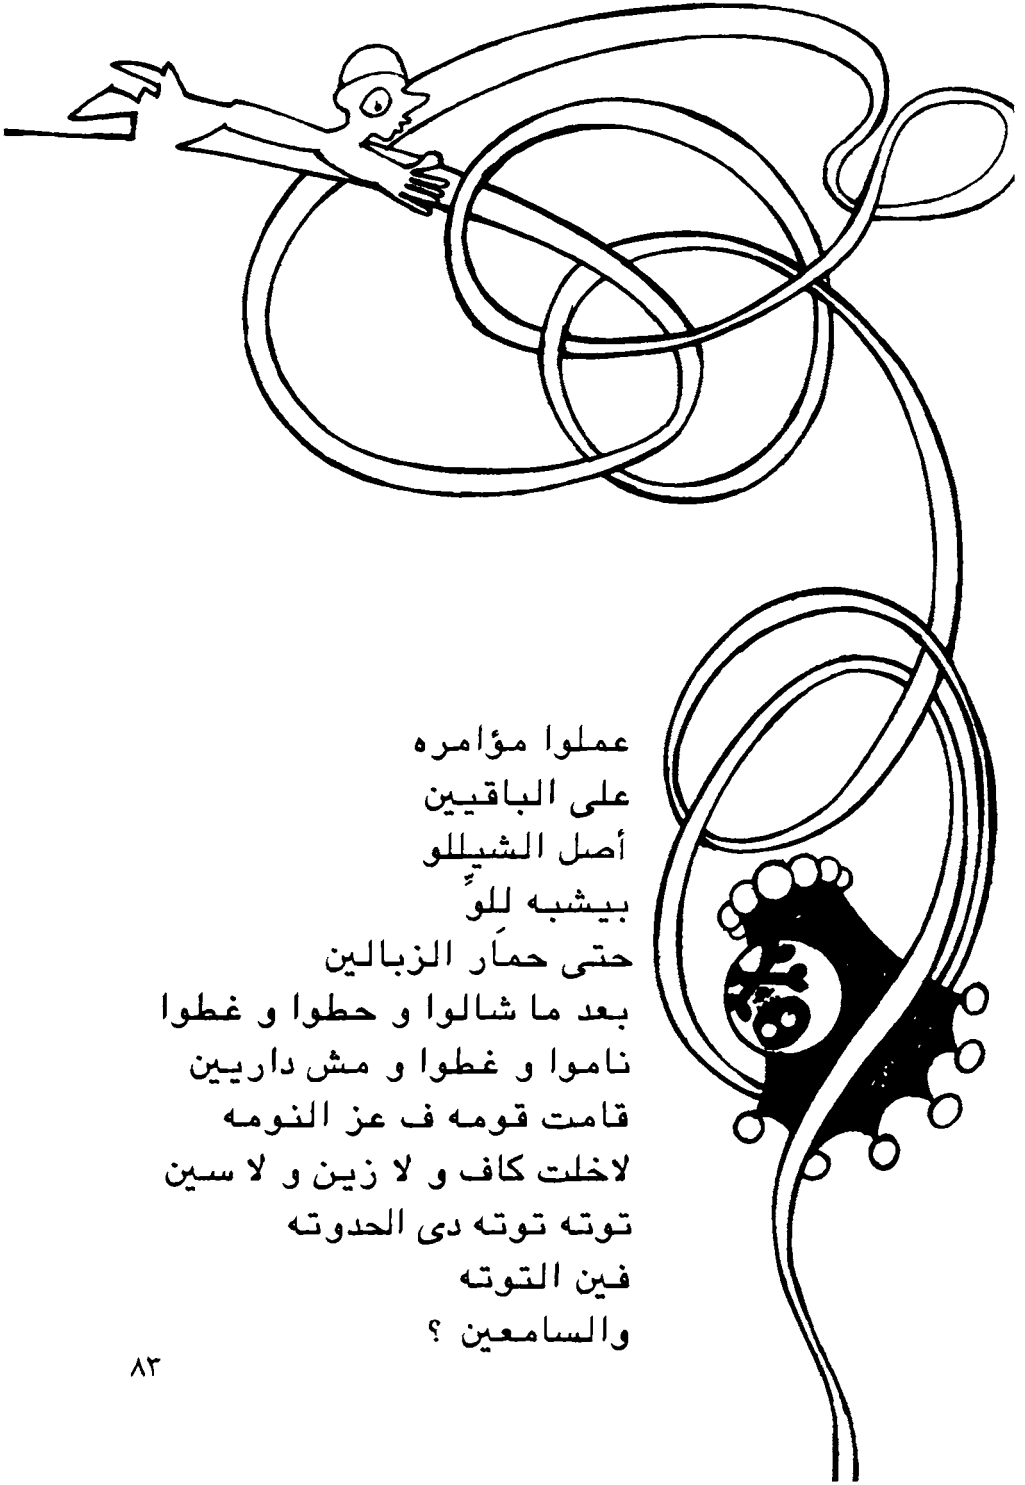 عملوا مؤامره
على الباقيين
أصل الشيللو
بيشبه للوٍّ
حتى حمَار الزبالين
بعد ما شالوا و حطوا و غطوا
ناموا و غطوا و مش داريين
قامت قومه ف عز النومه
لاخلت كاف و لا زين و لا سين
توته توته دى الحدوته
فين التوته
والسامعين ؟
٨٣